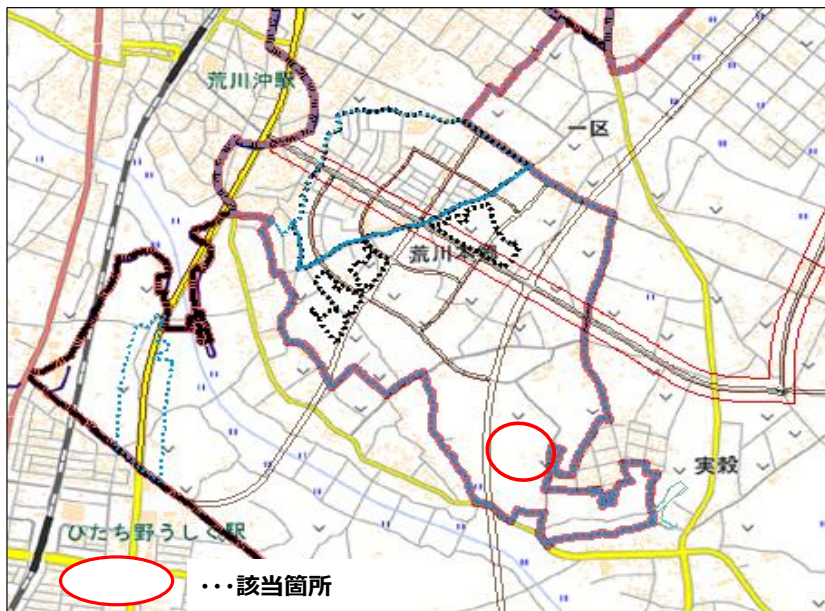 荒川沖駅
一区
荒川本郷
実穀
ひたち野うしく駅
・・・該当箇所